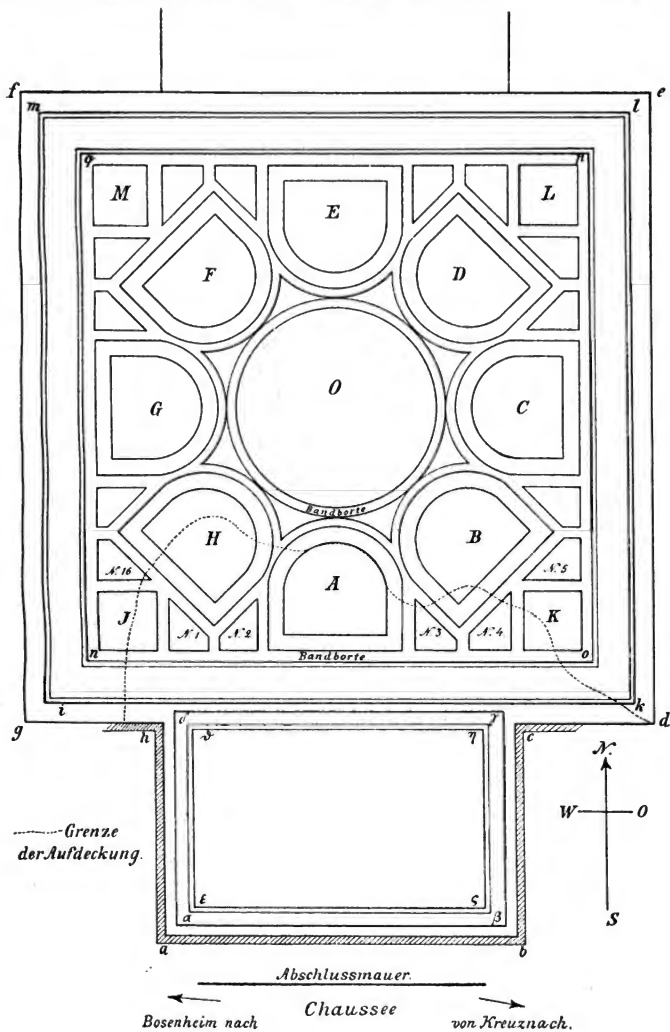 f e
m l
q p
M E L
F D
G O C
Bandborte
H B
A
N. 16 N. 5
J K
N. 1 N. 2 N. 3 N. 4
n Bandborte o
i k
g h c d
δ γ
ϑ η
N.
W O
S
Grenze
der Aufdeckung.
ε ς
α β
a b
Abschlussmauer.
Chaussee
Bosenheim nach von Kreuznach.